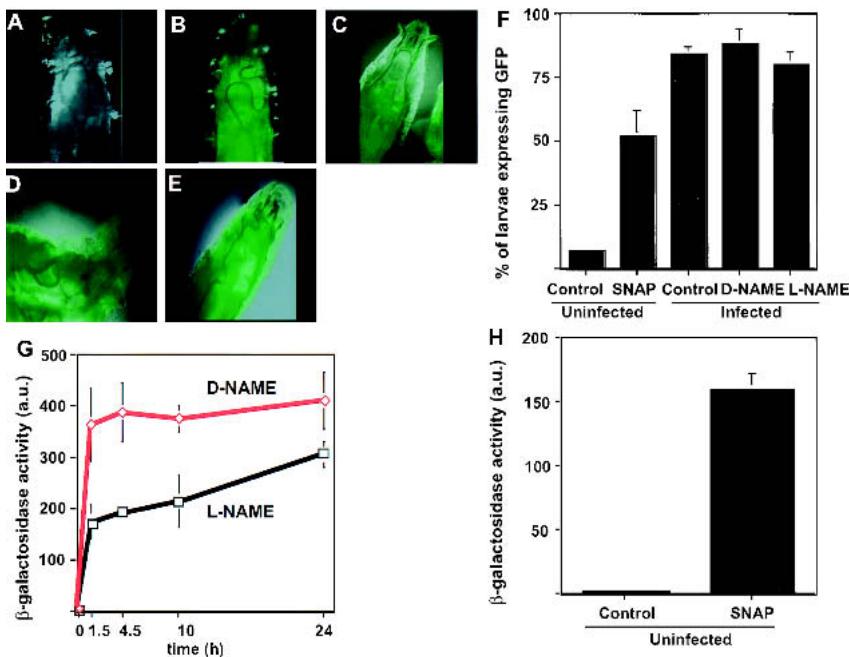 A
B
C
D
E
F
% of larvae expressing GFP
100
75
50
25
Control SNAP Control D-NAME L-NAME
Uninfected Infected
G
β-galactosidase activity (a.u.)
500
400
300
200
100
D-NAME
L-NAME
0 1.5 4.5 10 24
time (h)
H
β-galactosidase activity (a.u.)
200
150
100
50
Control SNAP
Uninfected